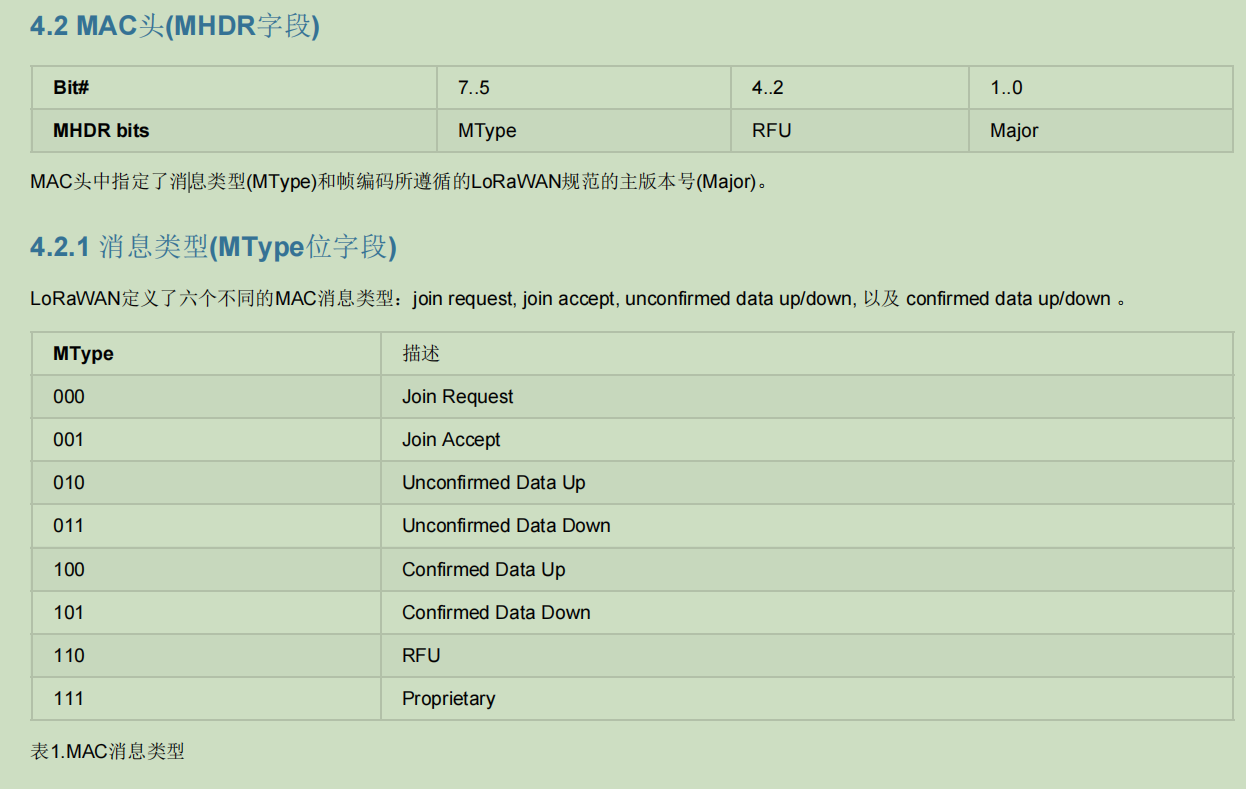 4.2 MAC头(MHDR字段)
Bit# 7..5 4..2 1..0
MHDR bits MType RFU Major
MAC头中指定了消息类型(MType)和帧编码所遵循的LoRaWAN规范的主版本号(Major)。
4.2.1 消息类型(MType位字段)
LoRaWAN定义了六个不同的MAC消息类型：join request, join accept, unconfirmed data up/down, 以及 confirmed data up/down 。
MType 描述
000 Join Request
001 Join Accept
010 Unconfirmed Data Up
011 Unconfirmed Data Down
100 Confirmed Data Up
101 Confirmed Data Down
110 RFU
111 Proprietary
表1.MAC消息类型